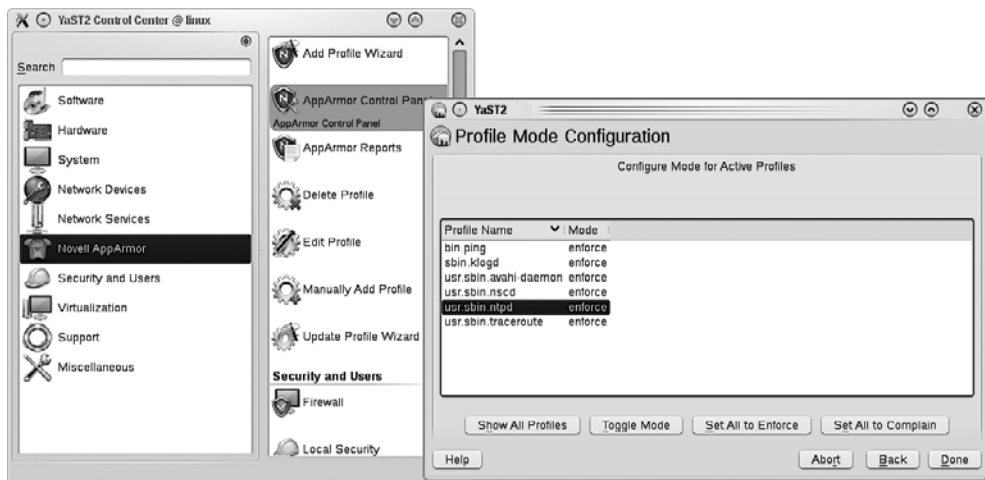 YaST2 Control Center @ linux
Search
Software
Hardware
System
Network Devices
Network Services
Novell AppArmor
Security and Users
Virtualization
Support
Miscellaneous
Add Profile Wizard
AppArmor Control Pan
AppArmor Control Panel
AppArmor Reports
Delete Profile
Edit Profile
Manually Add Profile
Update Profile Wizard
Security and Users
Firewall
Local Security
YaST2
Profile Mode Configuration
Configure Mode for Active Profiles
Profile Name Mode
bin.ping enforce
sbin.klogd enforce
usr.sbin.avahi-daemon enforce
usr.sbin.nscd enforce
usr.sbin.ntpd enforce
usr.sbin.traceroute enforce
Show All Profiles Toggle Mode Set All to Enforce Set All to Complain
Help Abort Back Done